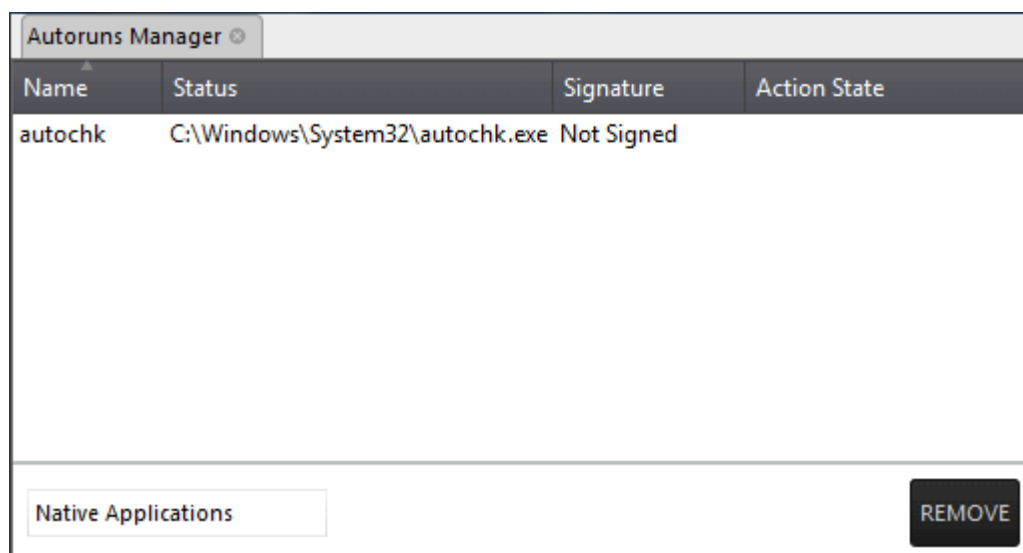 Autoruns Manager
Name Status Signature Action State
autochk C:\Windows\System32\autochk.exe Not Signed
Native Applications REMOVE